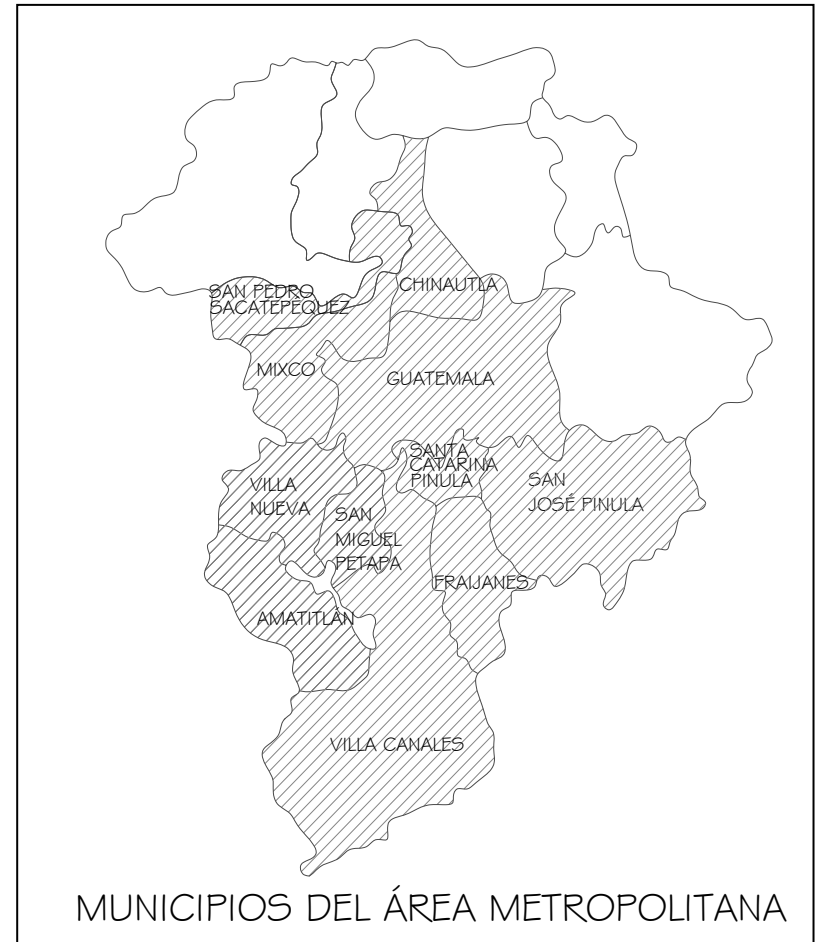 SAN PEDRO
SACATEPÉQUEZ
CHINAUTLA
MIXCO
GUATEMALA
SANTA
CATARINA
PINULA
VILLA
NUEVA
SAN
MIGUEL
PETAPA
SAN
JOSÉ PINULA
FRAIJANES
AMATITLÁN
VILLA CANALES
MUNICIPIOS DEL ÁREA METROPOLITANA